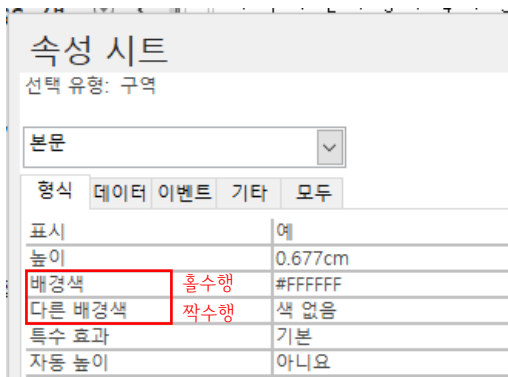 속성 시트
선택 유형: 구역
본문
형식 데이터 이벤트 기타 모두
표시 예
높이 0.677cm
배경색 홀수행 #FFFFFF
다른 배경색 짝수행 색 없음
특수 효과 기본
자동 높이 아니요